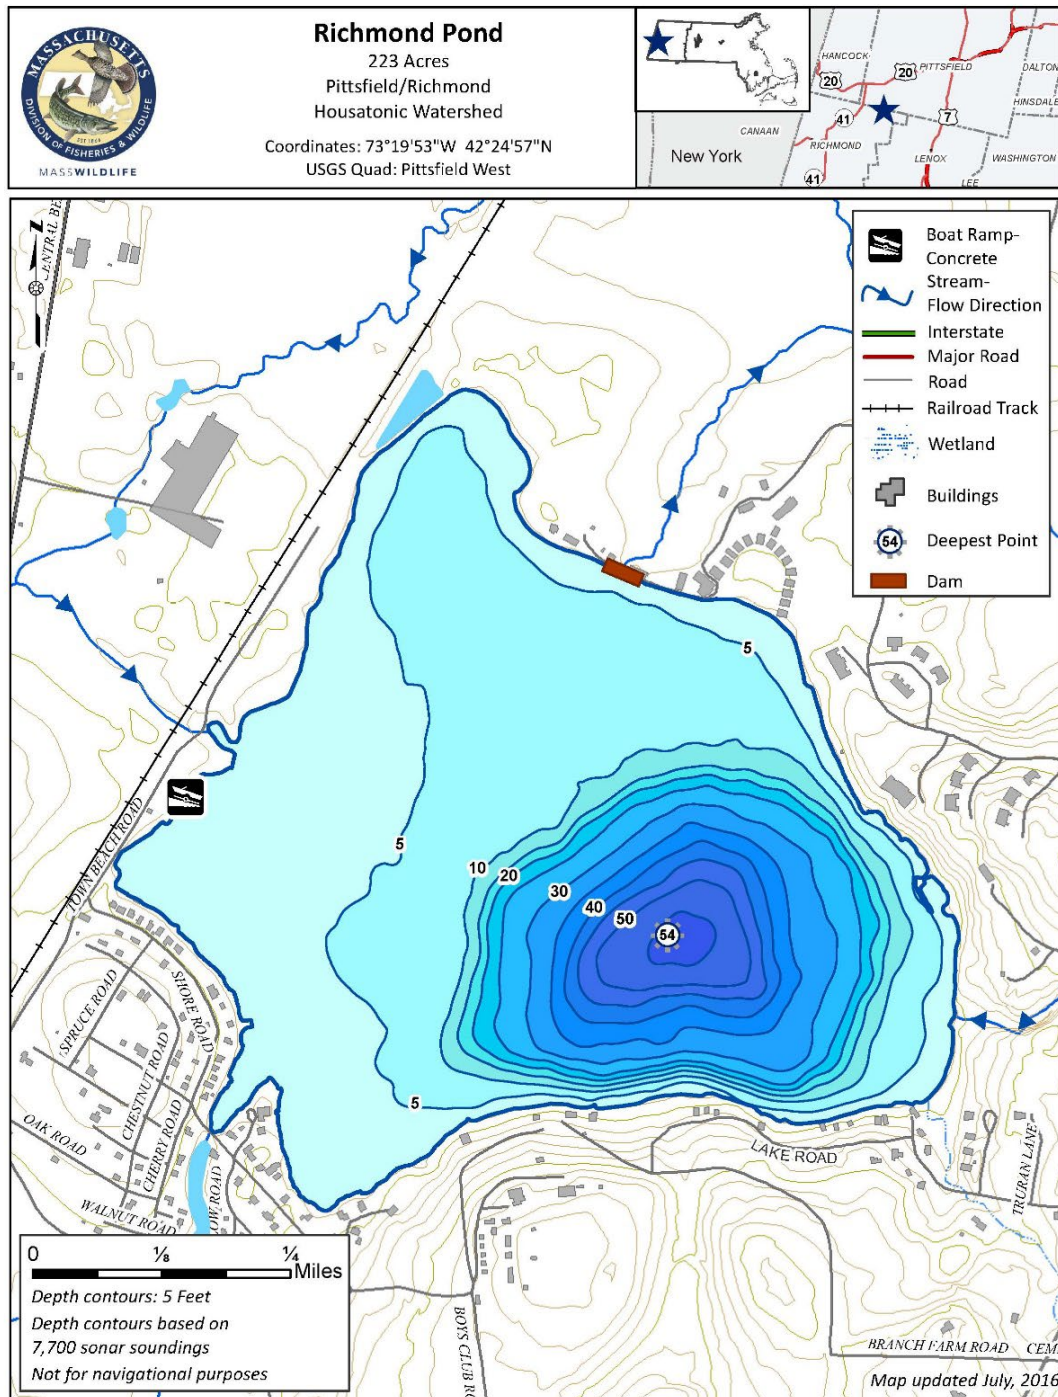 MASSACHUSETTS
DIVISION OF FISHERIES & WILDLIFE
EST 1866
MASSWILDLIFE
Richmond Pond
223 Acres
Pittsfield/Richmond
Housatonic Watershed
Coordinates: 73°19'53"W 42°24'57"N
USGS Quad: Pittsfield West
HANCOCK
20
20
PITTSFIELD
DALTON
HINSDALE
7
41
CANAAN
RICHMOND
New York
LENOX
WASHINGTON
41
LEE
CENTRAL BE
N
Boat Ramp-
Concrete
Stream-
Flow Direction
Interstate
Major Road
Road
Railroad Track
Wetland
Buildings
54
Deepest Point
Dam
5
5
10
20
30
40
50
54
5
TOWN BEACH ROAD
SHORE ROAD
SPRUCE ROAD
CHESTNUT ROAD
CHERRY ROAD
OAK ROAD
WALNUT ROAD
OW ROAD
LAKE ROAD
TRURAN LANE
BOYS CLUB RO
BRANCH FARM ROAD
CEM
0 ⅛ ¼
Miles
Depth contours: 5 Feet
Depth contours based on
7,700 sonar soundings
Not for navigational purposes
Map updated July, 2016